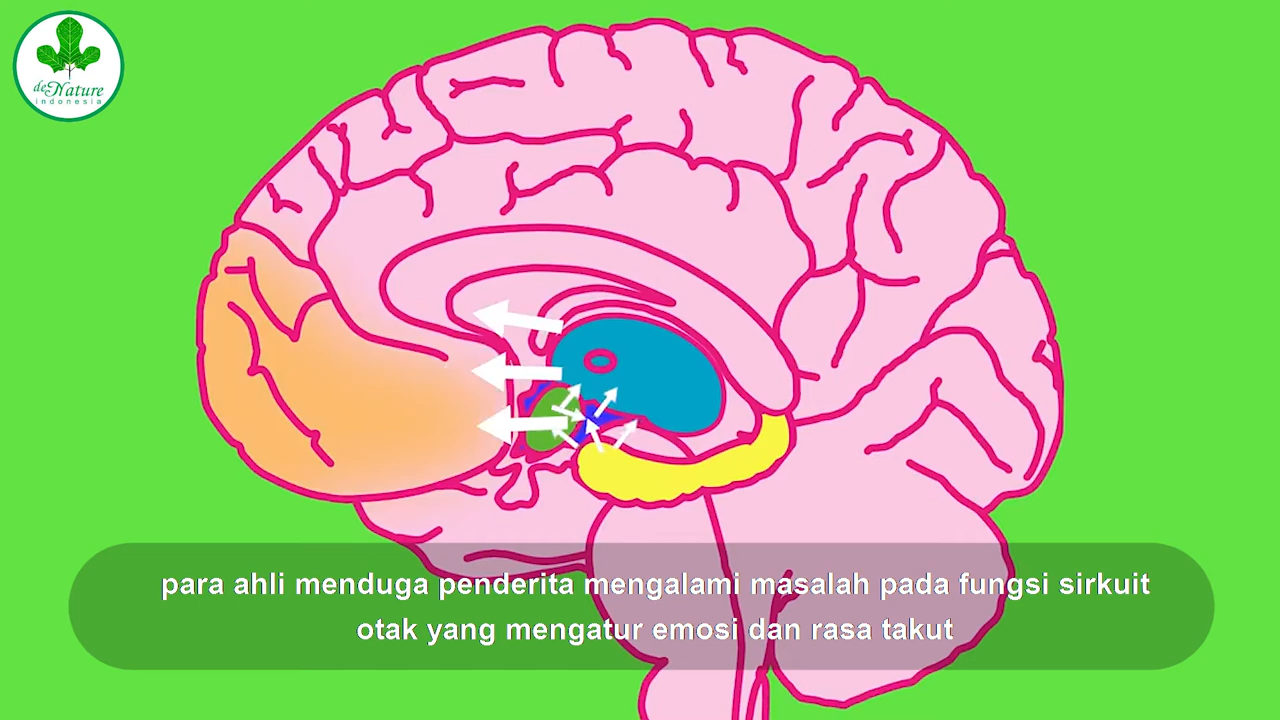 deNature
indonesia
para ahli menduga penderita mengalami masalah pada fungsi sirkuit
otak yang mengatur emosi dan rasa takut